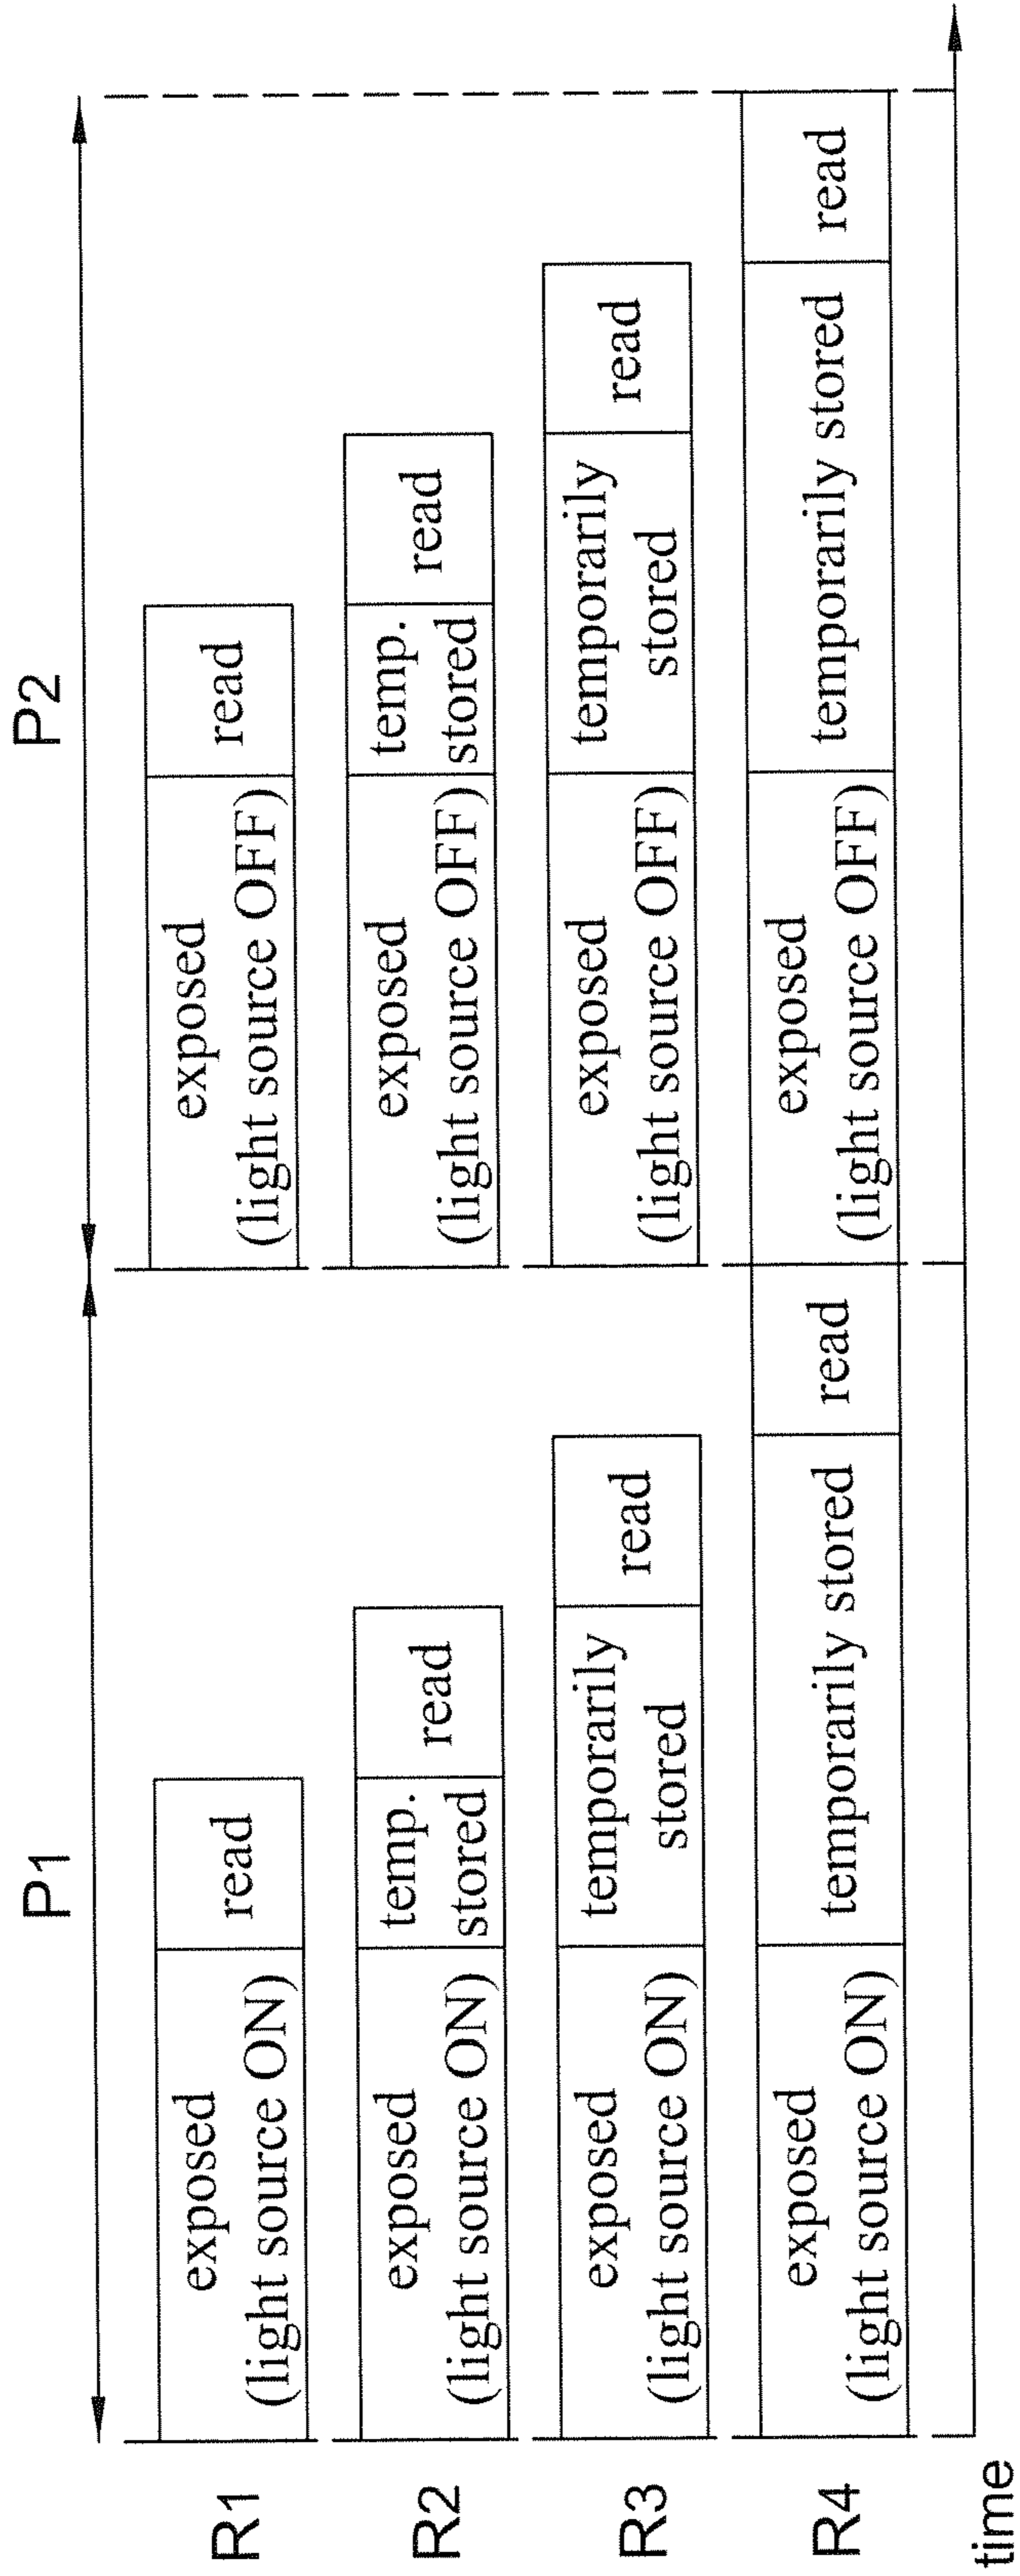 P1
P2
R1
exposed
(light source ON)
read
exposed
(light source OFF)
read
R2
exposed
(light source ON)
temp.
stored
read
exposed
(light source OFF)
temp.
stored
read
R3
exposed
(light source ON)
temporarily
stored
read
exposed
(light source OFF)
temporarily
stored
read
R4
exposed
(light source ON)
temporarily stored
read
exposed
(light source OFF)
temporarily stored
read
time